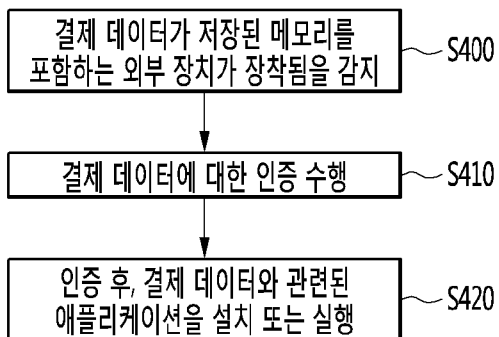 결제 데이터가 저장된 메모리를
포함하는 외부 장치가 장착됨을 감지
S400
결제 데이터에 대한 인증 수행
S410
인증 후, 결제 데이터와 관련된
애플리케이션을 설치 또는 실행
S420